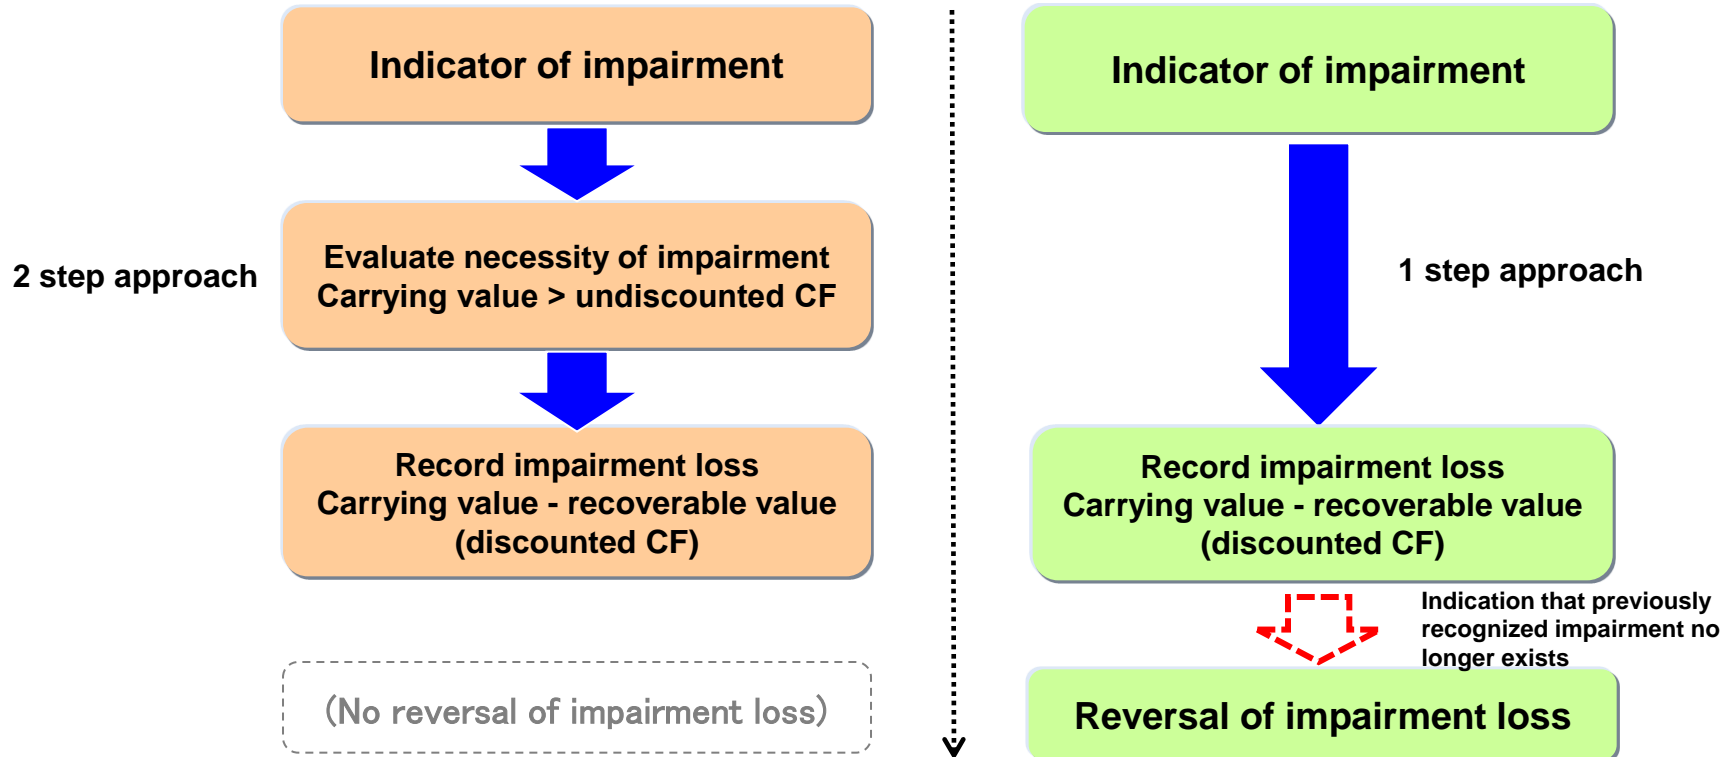 Indicator of impairment
2 step approach
Evaluate necessity of impairment
Carrying value > undiscounted CF
Record impairment loss
Carrying value - recoverable value
(discounted CF)
(No reversal of impairment loss)
Indicator of impairment
1 step approach
Record impairment loss
Carrying value - recoverable value
(discounted CF)
Indication that previously
recognized impairment no
longer exists
Reversal of impairment loss